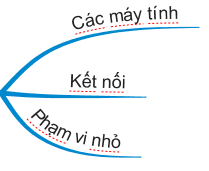 Các máy tính
Kết nối
Phạm vi nhỏ